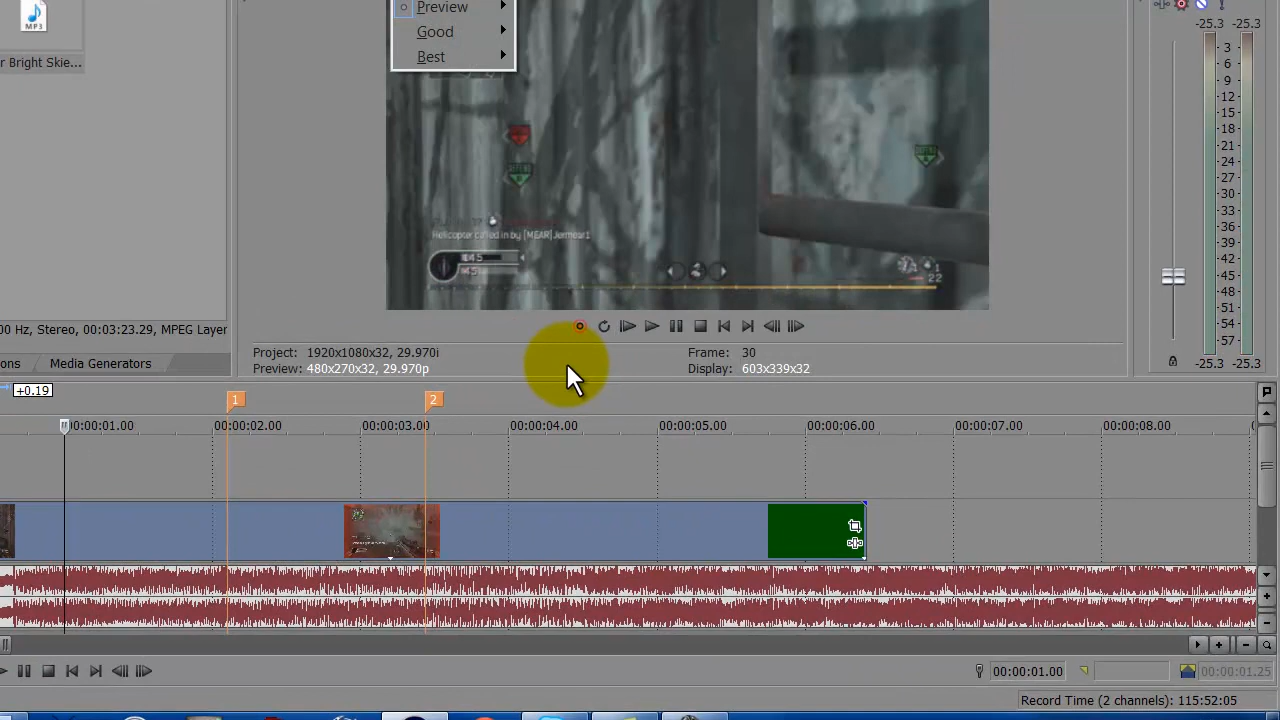 Preview
Good
Best
MP3
r Bright Skie...
-25.3 -25.3
3
6
9
12
15
18
21
24
27
30
33
36
39
42
45
48
51
54
57
-25.3 -25.3
DEFEND
Helicopter called in by [MEAR]Jermear1
22
00 Hz, Stereo, 00:03:23.29, MPEG Layer
ons Media Generators
Project: 1920x1080x32, 29.970i Frame: 30
Preview: 480x270x32, 29.970p Display: 603x339x32
+0.19
1 2
00:00:01.00 00:00:02.00 00:00:03.00 00:00:04.00 00:00:05.00 00:00:06.00 00:00:07.00 00:00:08.00
00:00:01.00 00:00:01.25
Record Time (2 channels): 115:52:05